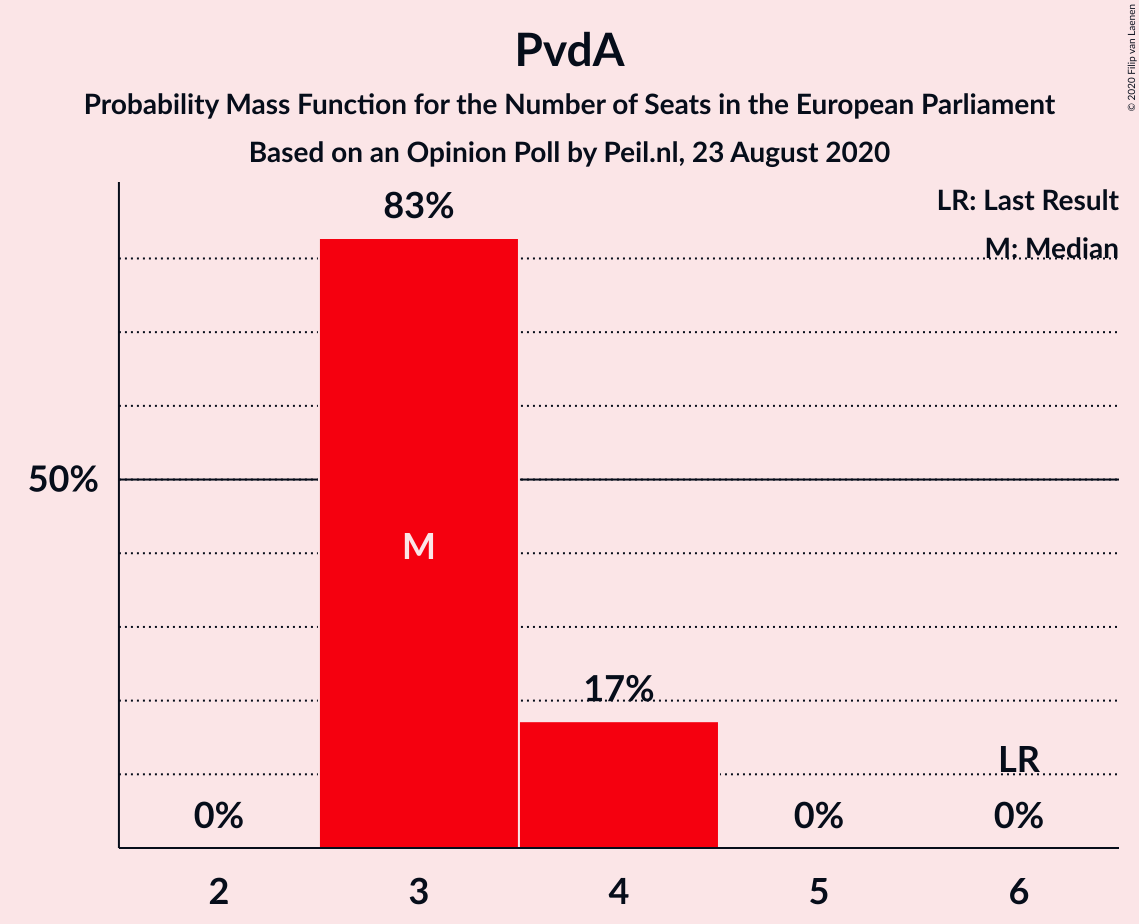 PvdA
Probability Mass Function for the Number of Seats in the European Parliament
Based on an Opinion Poll by Peil.nl, 23 August 2020
© 2020 Filip van Laenen
LR: Last Result
M: Median
83%
50%
M
17%
LR
0%
0%
0%
2
3
4
5
6